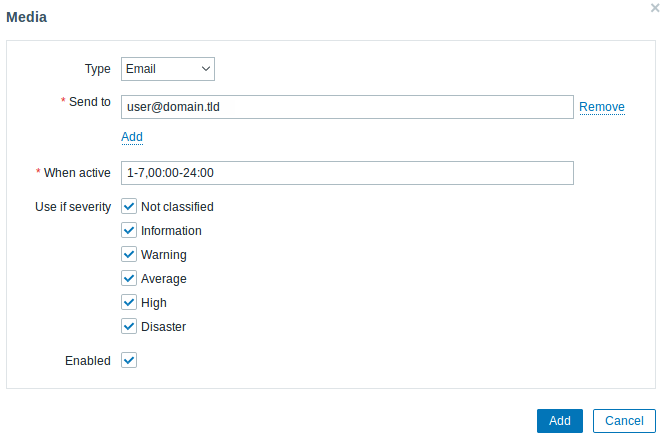 Media
Type Email
* Send to user@domain.tld Remove
Add
* When active 1-7,00:00-24:00
Use if severity Not classified
Information
Warning
Average
High
Disaster
Enabled
Add Cancel